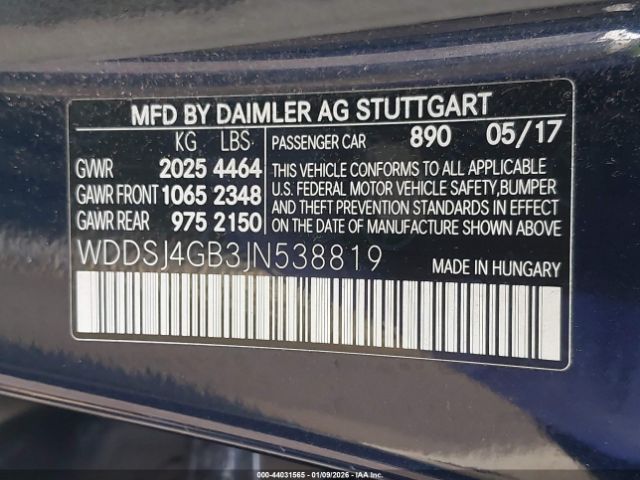 MFD BY DAIMLER AG STUTTGART
KG LBS
GVWR 2025 4464
GAWR FRONT 1065 2348
GAWR REAR 975 2150
PASSENGER CAR 890 05/17
THIS VEHICLE CONFORMS TO ALL APPLICABLE
U.S. FEDERAL MOTOR VEHICLE SAFETY,BUMPER
AND THEFT PREVENTION STANDARDS IN EFFECT
ON THE DATE OF MANUFACTURE SHOWN ABOVE.
WDDSJ4GB3JN538819 MADE IN HUNGARY
000-44031565 - 01/09/2026 - IAAI.COM